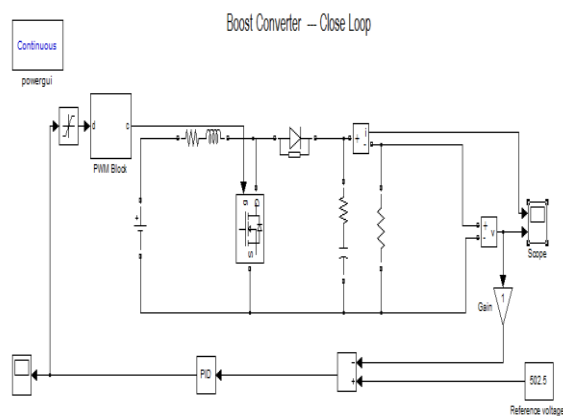 Boost Converter --- Close Loop
Continuous
powergui
d
c
PWM Block
+
g
D
S
+
i
-
+
-
v
Scope
1
Gain
PID
-
+
502.5
Reference voltage